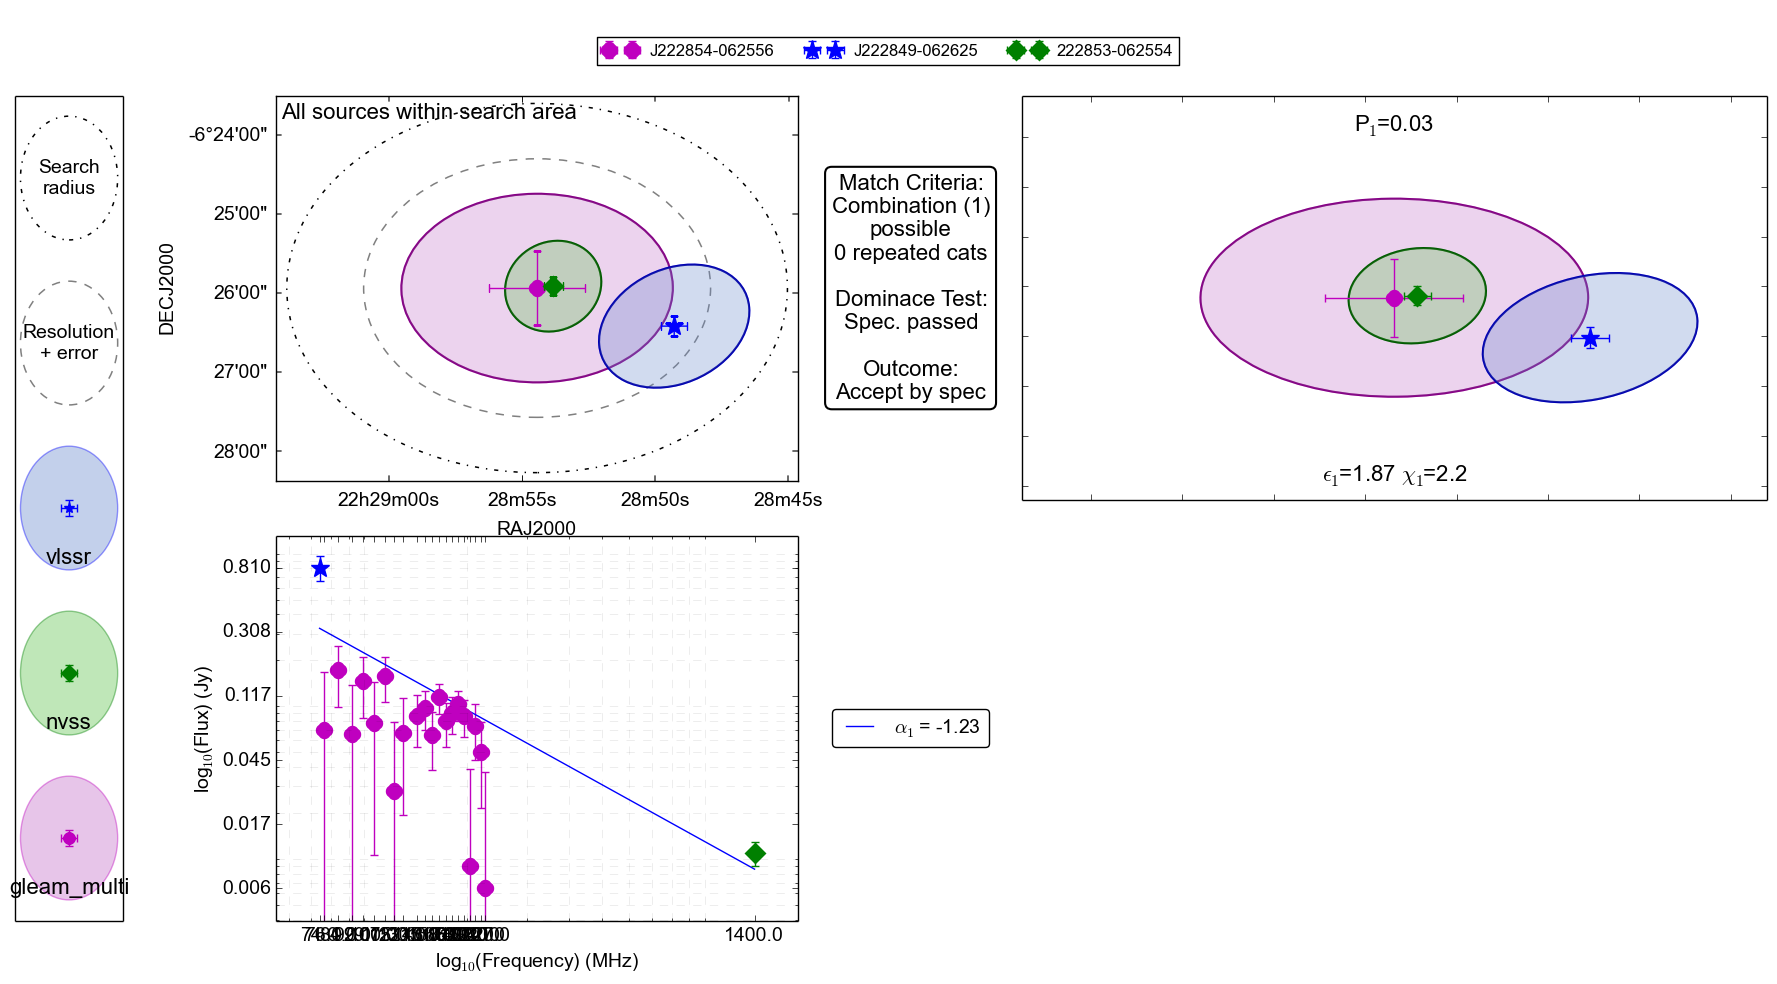 J222854-062556 J222849-062625 222853-062554
Search
radius
Resolution
+ error
vlssr
nvss
gleam_multi
All sources within search area
-6°24'00"
25'00"
26'00"
27'00"
28'00"
DECJ2000
22h29m00s 28m55s 28m50s 28m45s
RAJ2000
Match Criteria:
Combination (1)
possible
0 repeated cats
Dominace Test:
Spec. passed
Outcome:
Accept by spec
P₁=0.03
ϵ₁=1.87 χ₁=2.2
0.810
0.308
0.117
0.045
0.017
0.006
log₁₀(Flux) (Jy)
1400.0
log₁₀(Frequency) (MHz)
α₁ = -1.23